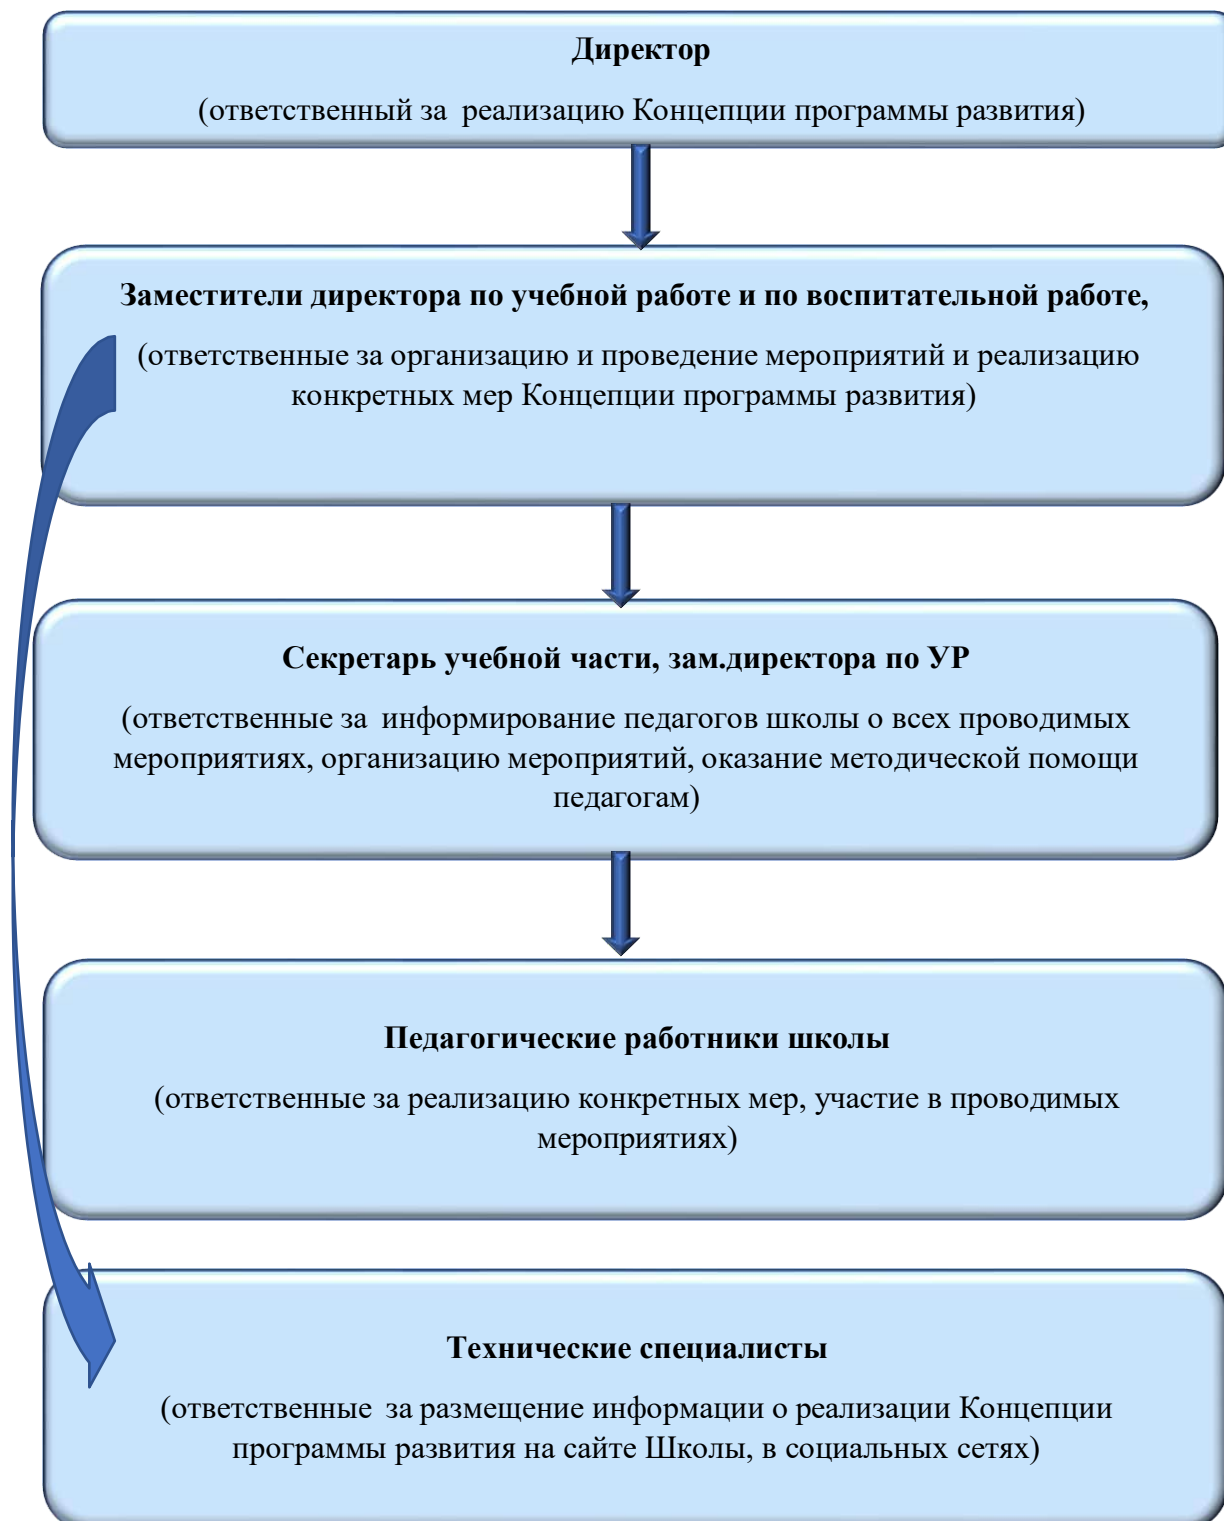 Директор
(ответственный за  реализацию Концепции программы развития)
Заместители директора по учебной работе и по воспитательной работе,
(ответственные за организацию и проведение мероприятий и реализацию
конкретных мер Концепции программы развития)
Секретарь учебной части, зам.директора по УР
(ответственные за  информирование педагогов школы о всех проводимых
мероприятиях, организацию мероприятий, оказание методической помощи
педагогам)
Педагогические работники школы
(ответственные за реализацию конкретных мер, участие в проводимых
мероприятиях)
Технические специалисты
(ответственные  за размещение информации о реализации Концепции
программы развития на сайте Школы, в социальных сетях)